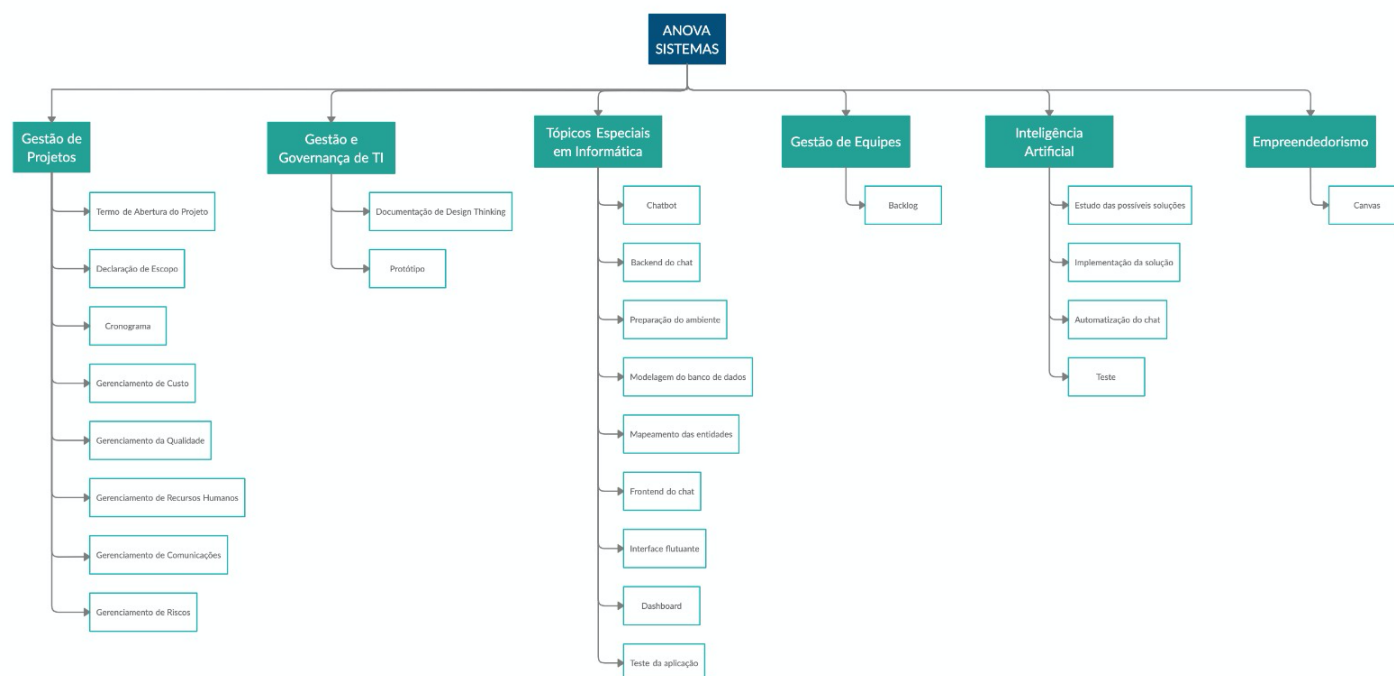 ANOVA
SISTEMAS
Gestão de
Projetos
Termo de Abertura do Projeto
Declaração de Escopo
Cronograma
Gerenciamento de Custo
Gerenciamento da Qualidade
Gerenciamento de Recursos Humanos
Gerenciamento de Comunicações
Gerenciamento de Riscos
Gestão e
Governança de TI
Documentação de Design Thinking
Protótipo
Tópicos Especiais
em Informática
Chatbot
Backend do chat
Preparação do ambiente
Modelagem do banco de dados
Mapeamento das entidades
Frontend do chat
Interface flutuante
Dashboard
Teste da aplicação
Gestão de Equipes
Backlog
Inteligência
Artificial
Estudo das possíveis soluções
Implementação da solução
Automatização do chat
Teste
Empreendedorismo
Canvas